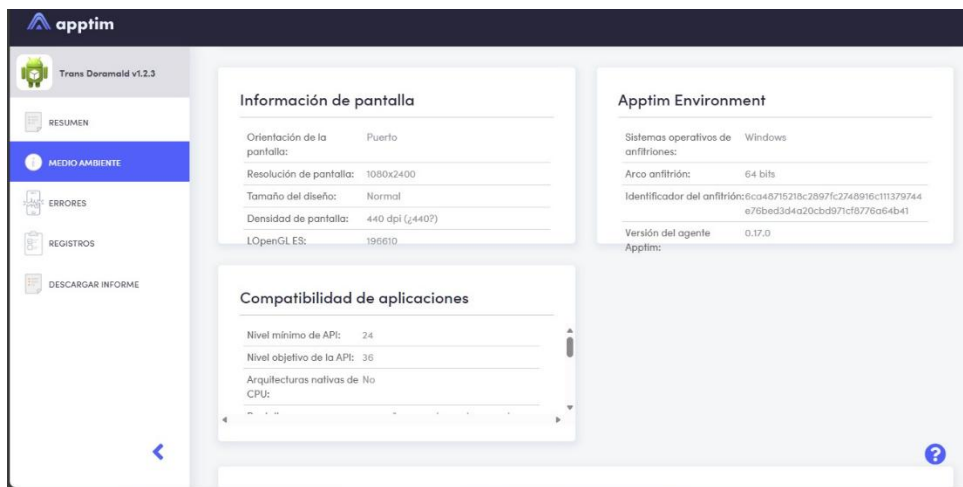 apptim
Trans Doramald v1.2.3
RESUMEN
MEDIO AMBIENTE
ERRORES
REGISTROS
DESCARGAR INFORME
Información de pantalla
Orientación de la pantalla: Puerto
Resolución de pantalla: 1080x2400
Tamaño del diseño: Normal
Densidad de pantalla: 440 dpi (¿440?)
LOpenGL ES: 196610
Apptim Environment
Sistemas operativos de anfitriones: Windows
Arco anfitrión: 64 bits
Identificador del anfitrión: 6ca48715218c2897fc2748916c111379744
e76bed3d4a20cbd971cf8776a64b41
Versión del agente Apptim: 0.17.0
Compatibilidad de aplicaciones
Nivel mínimo de API: 24
Nivel objetivo de la API: 36
Arquitecturas nativas de CPU: No